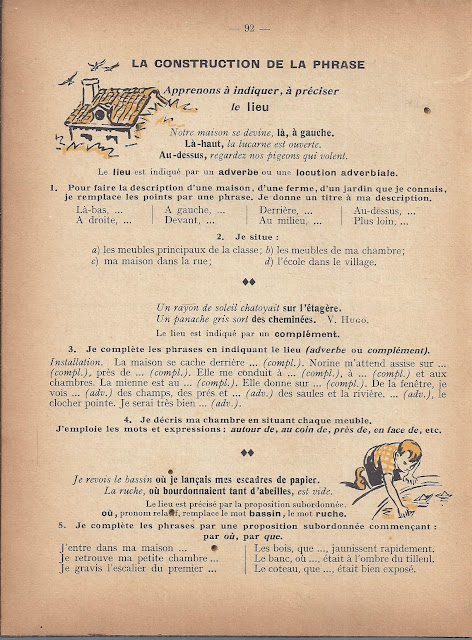 — 92 —
LA CONSTRUCTION DE LA PHRASE
Apprenons à indiquer, à préciser
le lieu
Notre maison se devine, là, à gauche.
Là-haut, la lucarne est ouverte.
Au-dessus, regardez nos pigeons qui volent.
Le lieu est indiqué par un adverbe ou une locution adverbiale.
1. Pour faire la description d'une maison, d'une ferme, d'un jardin que je connais,
je remplace les points par une phrase. Je donne un titre à ma description.
Là-bas, ... A gauche, ... Derrière, ... Au-dessus, ...
A droite, ... Devant, ... Au milieu, ... Plus loin, ...
2. Je situe :
a) les meubles principaux de la classe; b) les meubles de ma chambre;
c) ma maison dans la rue; d) l'école dans le village.
Un rayon de soleil chatoyait sur l'étagère.
Un panache gris sort des cheminées. V. HUGO.
Le lieu est indiqué par un complément.
3. Je complète les phrases en indiquant le lieu (adverbe ou complément).
Installation. La maison se cache derrière ... (compl.). Norine m'attend assise sur ...
(compl.), près de ... (compl.). Elle me conduit à ... (compl.), à ... (compl.) et aux
chambres. La mienne est au ... (compl.). Elle donne sur ... (compl.). De la fenêtre, je
vois ... (adv.) des champs, des prés et ... (adv.) des saules et la rivière. ... (adv.), le
clocher pointe. Je serai très bien ... (adv.).
4. Je décris ma chambre en situant chaque meuble.
J'emploie les mots et expressions : autour de, au coin de, près de, en face de, etc.
Je revois le bassin où je lançais mes escadres de papier.
La ruche, où bourdonnaient tant d'abeilles, est vide.
Le lieu est précisé par la proposition subordonnée.
où, pronom relatif, remplace le mot bassin, le mot ruche.
5. Je complète les phrases par une proposition subordonnée commençant :
par où, par que.
J'entre dans ma maison ... Les bois, que ..., jaunissent rapidement.
Je retrouve ma petite chambre ... Le banc, où ..., était à l'ombre du tilleul.
Je gravis l'escalier du premier ... Le coteau, que ..., était bien exposé.